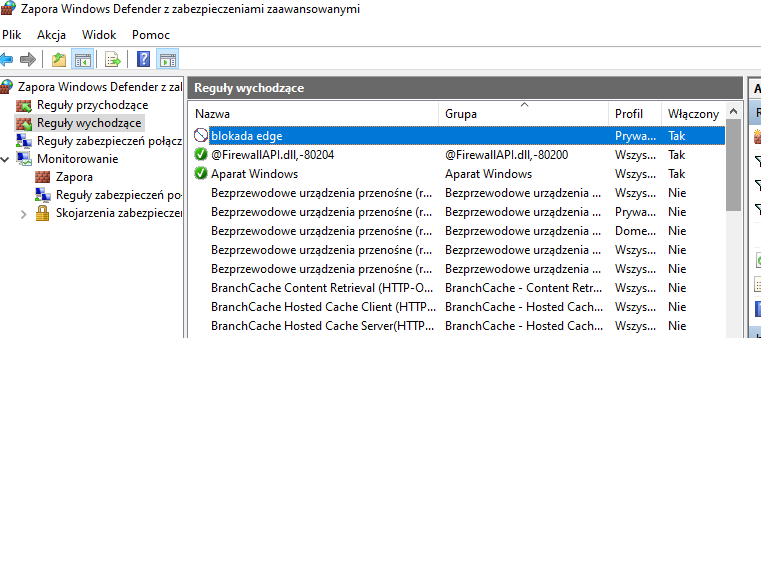 Zapora Windows Defender z zabezpieczeniami zaawansowanymi
Plik Akcja Widok Pomoc
Zapora Windows Defender z zal
Reguły przychodzące
Reguły wychodzące
Reguły zabezpieczeń połącz
Monitorowanie
Zapora
Reguły zabezpieczeń po
Skojarzenia zabezpieczer
Reguły wychodzące
Nazwa Grupa Profil Włączony
blokada edge Prywa... Tak
@FirewallAPI.dll,-80204 @FirewallAPI.dll,-80200 Wszys... Tak
Aparat Windows Aparat Windows Wszys... Tak
Bezprzewodowe urządzenia przenośne (r... Bezprzewodowe urządzenia ... Wszys... Nie
Bezprzewodowe urządzenia przenośne (r... Bezprzewodowe urządzenia ... Prywa... Nie
Bezprzewodowe urządzenia przenośne (r... Bezprzewodowe urządzenia ... Dome... Nie
Bezprzewodowe urządzenia przenośne (r... Bezprzewodowe urządzenia ... Wszys... Nie
Bezprzewodowe urządzenia przenośne (r... Bezprzewodowe urządzenia ... Wszys... Nie
BranchCache Content Retrieval (HTTP-O... BranchCache - Content Retr... Wszys... Nie
BranchCache Hosted Cache Client (HTTP... BranchCache - Hosted Cach... Wszys... Nie
BranchCache Hosted Cache Server(HTTP... BranchCache - Hosted Cach... Wszys... Nie